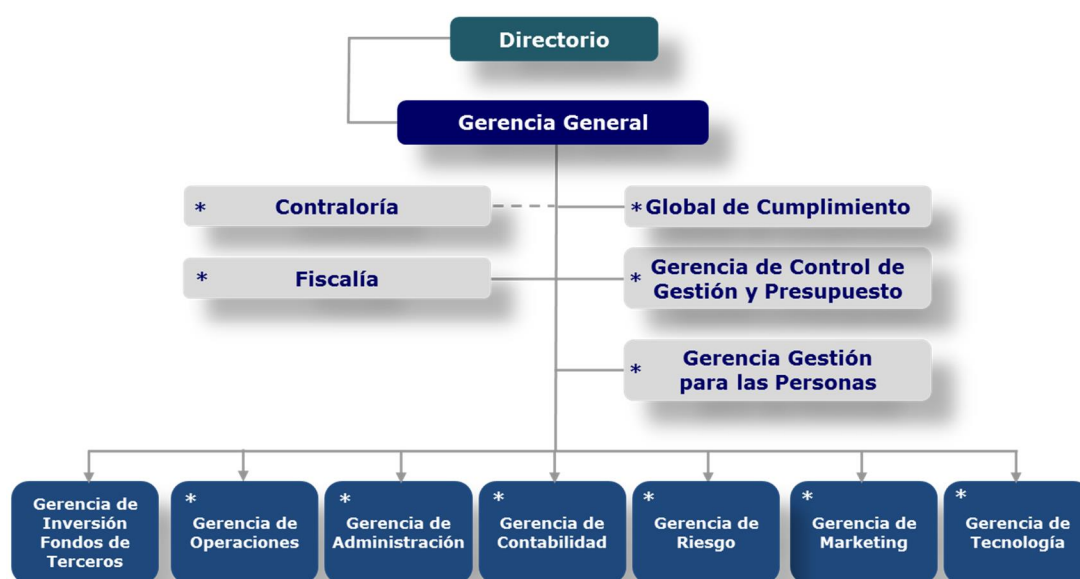 Directorio
Gerencia General
* Contraloría
* Global de Cumplimiento
* Fiscalía
* Gerencia de Control de
Gestión y Presupuesto
* Gerencia Gestión
para las Personas
Gerencia de
Inversión
Fondos de
Terceros
*
Gerencia de
Operaciones
*
Gerencia de
Administración
*
Gerencia de
Contabilidad
*
Gerencia de
Riesgo
*
Gerencia de
Marketing
*
Gerencia de
Tecnología